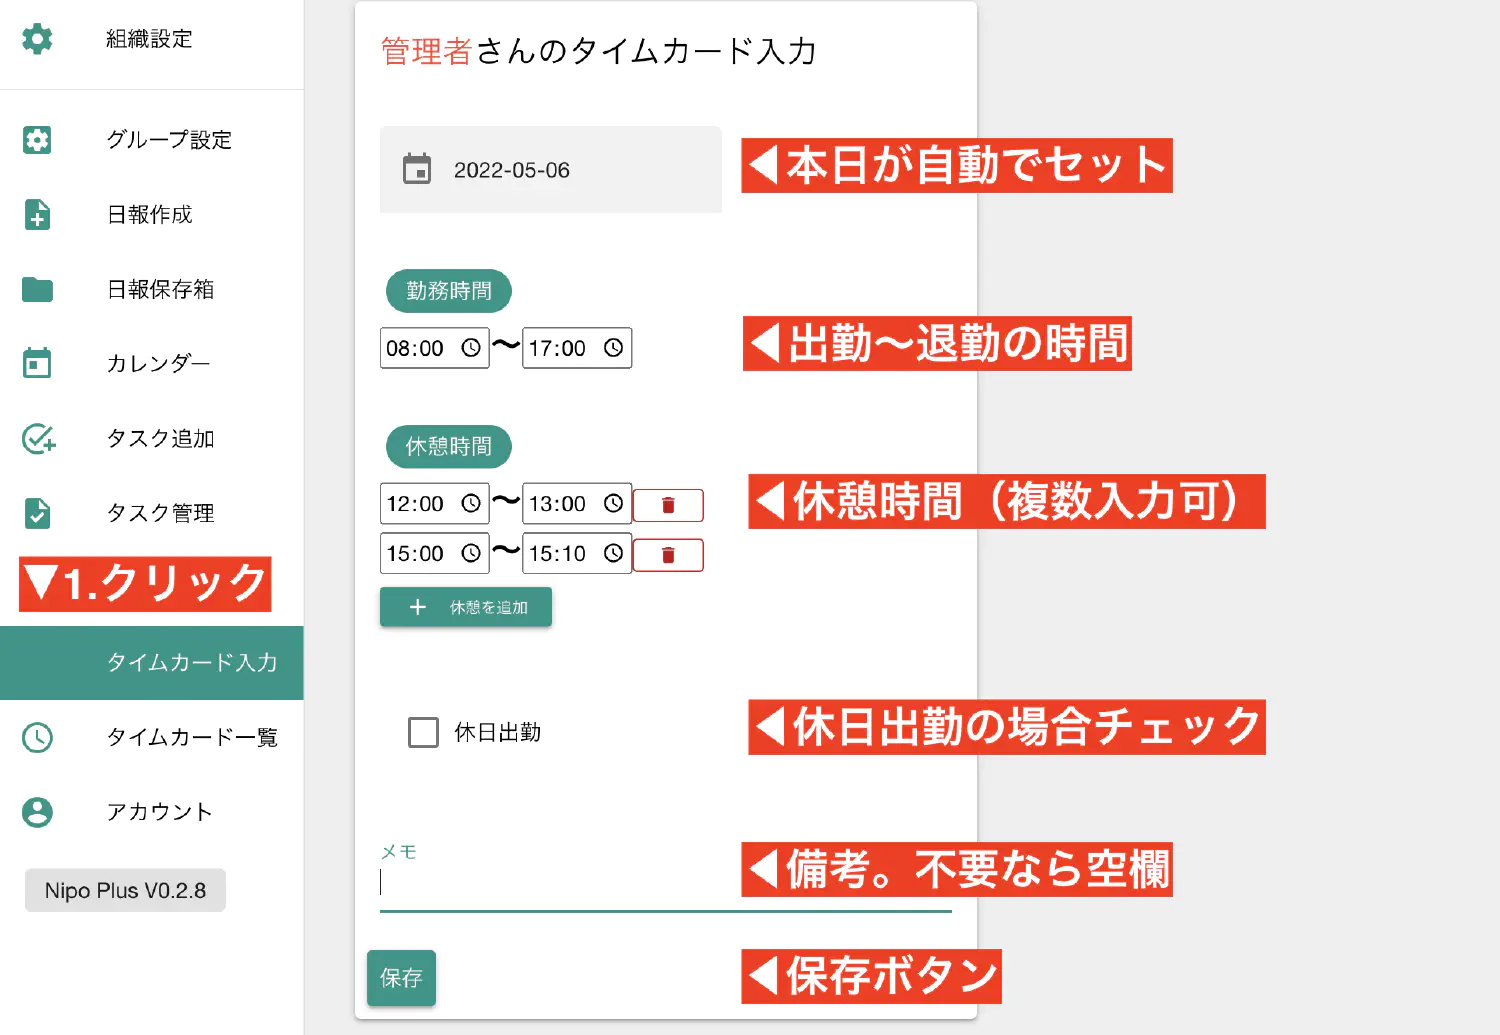 組織設定
グループ設定
日報作成
日報保存箱
カレンダー
タスク追加
タスク管理
▼1.クリック
タイムカード入力
タイムカード一覧
アカウント
Nipo Plus V0.2.8
管理者さんのタイムカード入力
2022-05-06
◀本日が自動でセット
勤務時間
08:00 〜 17:00
◀出勤〜退勤の時間
休憩時間
12:00 〜 13:00
◀休憩時間（複数入力可）
15:00 〜 15:10
＋ 休憩を追加
休日出勤
◀休日出勤の場合チェック
メモ
◀備考。不要なら空欄
保存
◀保存ボタン